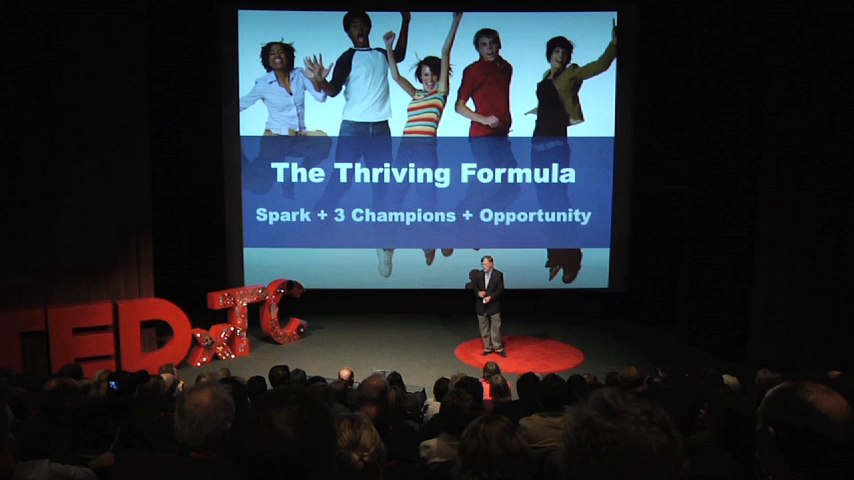 The Thriving Formula
Spark + 3 Champions + Opportunity
TEDxTC